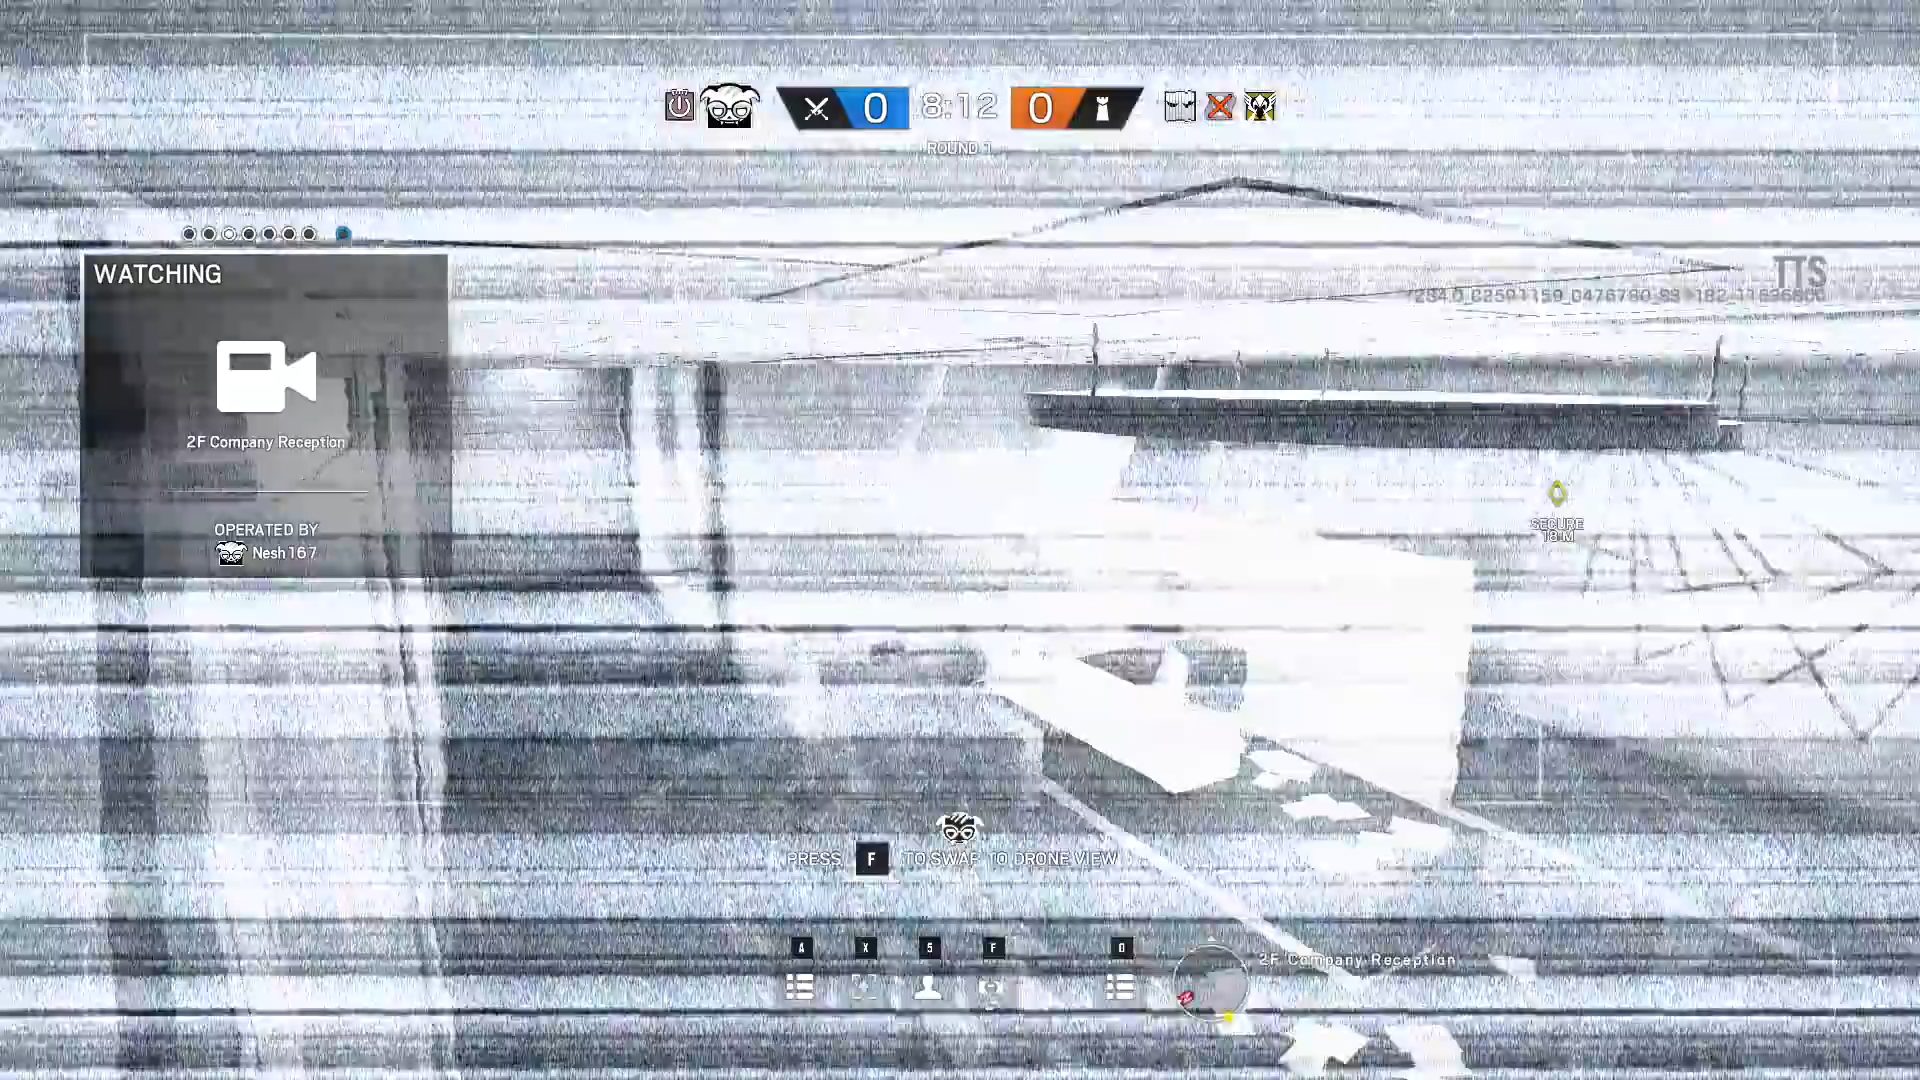 0 8:12 0
ROUND 1
WATCHING
2F Company Reception
OPERATED BY
Nesh167
TTS
SECURE
18 M
PRESS F TO SWAP TO DRONE VIEW
A X 5 F 0
2F Company Reception